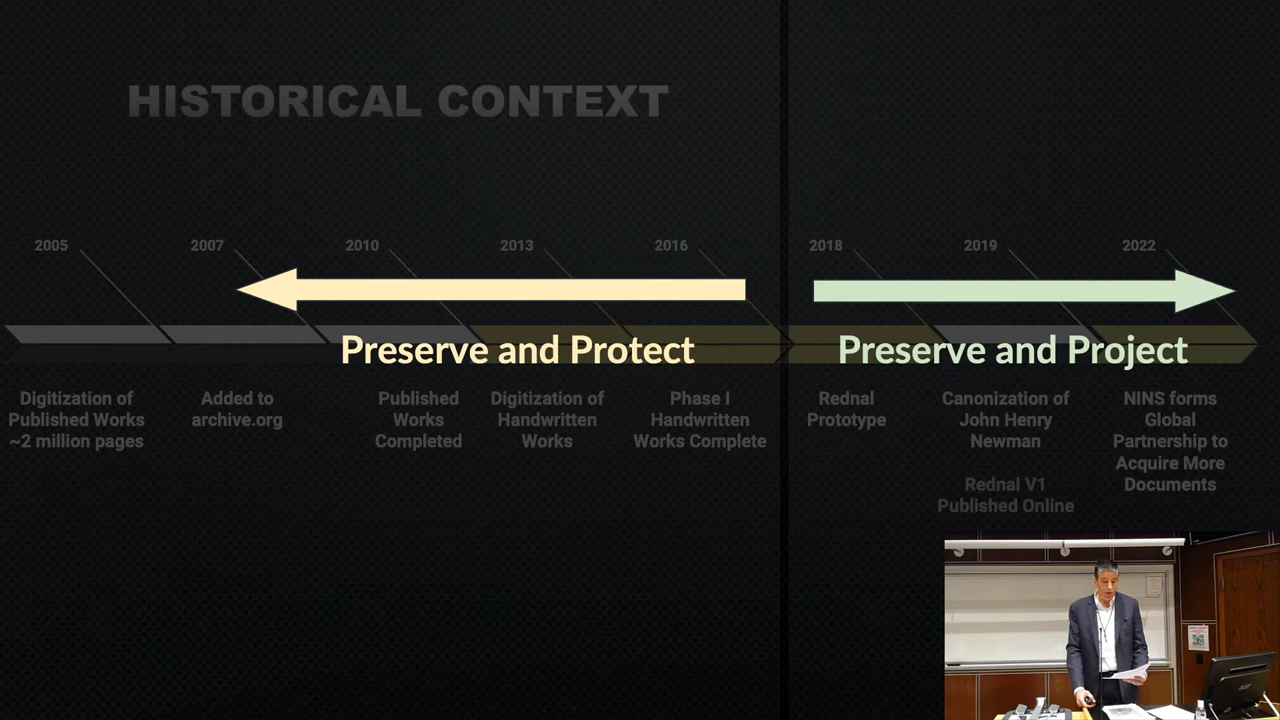 HISTORICAL CONTEXT
2005
2007
2010
2013
2016
2018
2019
2022
Preserve and Protect
Preserve and Project
Digitization of
Published Works
~2 million pages
Added to
archive.org
Published
Works
Completed
Digitization of
Handwritten
Works
Phase I
Handwritten
Works Complete
Rednal
Prototype
Canonization of
John Henry
Newman
Rednal V1
Published Online
NINS forms
Global
Partnership to
Acquire More
Documents